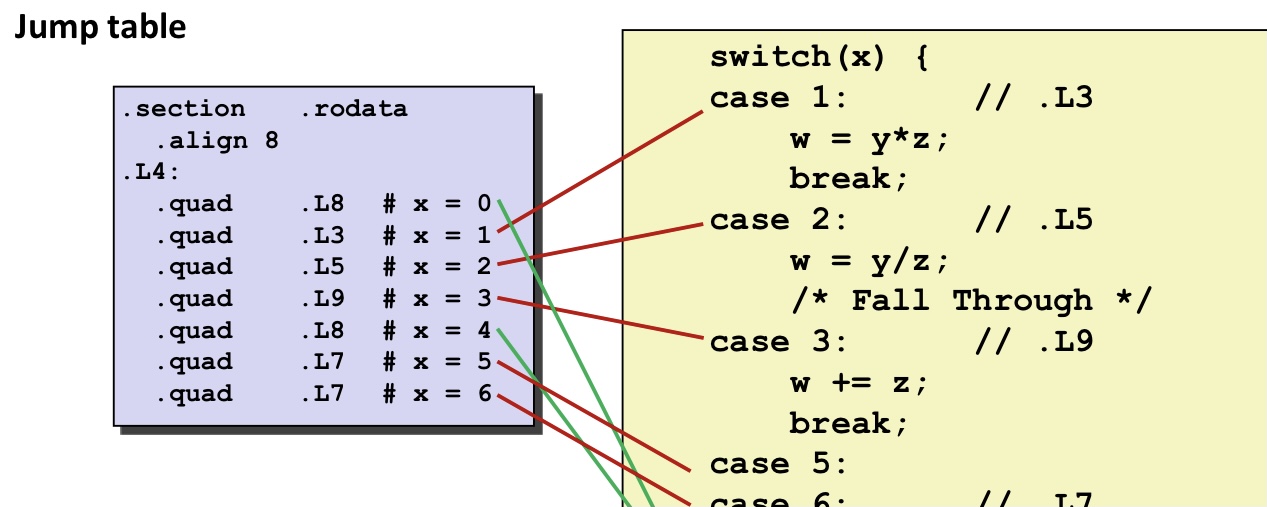 Jump table
.section .rodata
.align 8
.L4:
.quad .L8 # x = 0
.quad .L3 # x = 1
.quad .L5 # x = 2
.quad .L9 # x = 3
.quad .L8 # x = 4
.quad .L7 # x = 5
.quad .L7 # x = 6
switch(x) {
case 1: // .L3
w = y*z;
break;
case 2: // .L5
w = y/z;
/* Fall Through */
case 3: // .L9
w += z;
break;
case 5:
case 6: // .L7